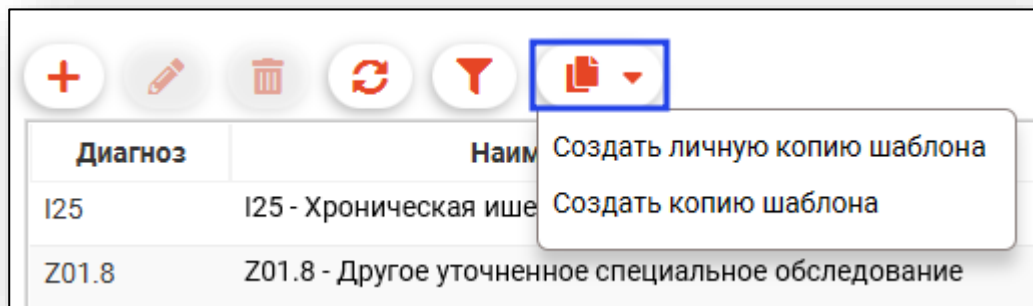 Диагноз
Наим
Создать личную копию шаблона
I25
I25 - Хроническая ише
Создать копию шаблона
Z01.8
Z01.8 - Другое уточненное специальное обследование